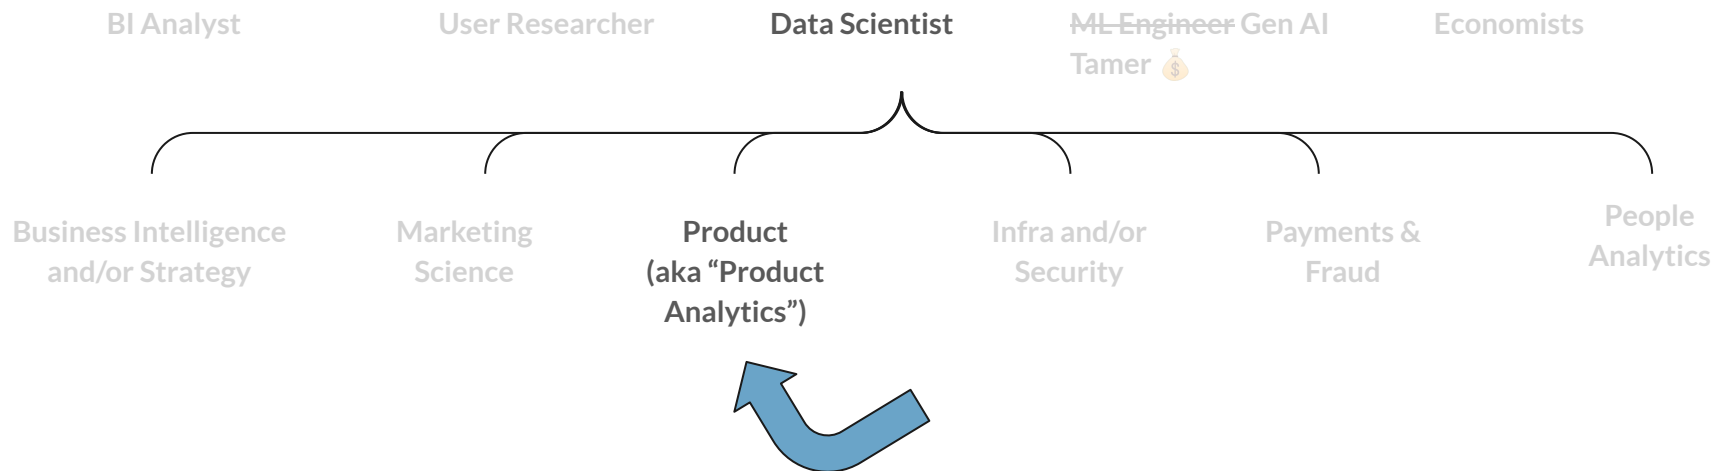 BI Analyst
User Researcher
Data Scientist
ML Engineer Gen AI
Tamer 💰
Economists
Business Intelligence
and/or Strategy
Marketing
Science
Product
(aka “Product
Analytics”)
Infra and/or
Security
Payments &
Fraud
People
Analytics